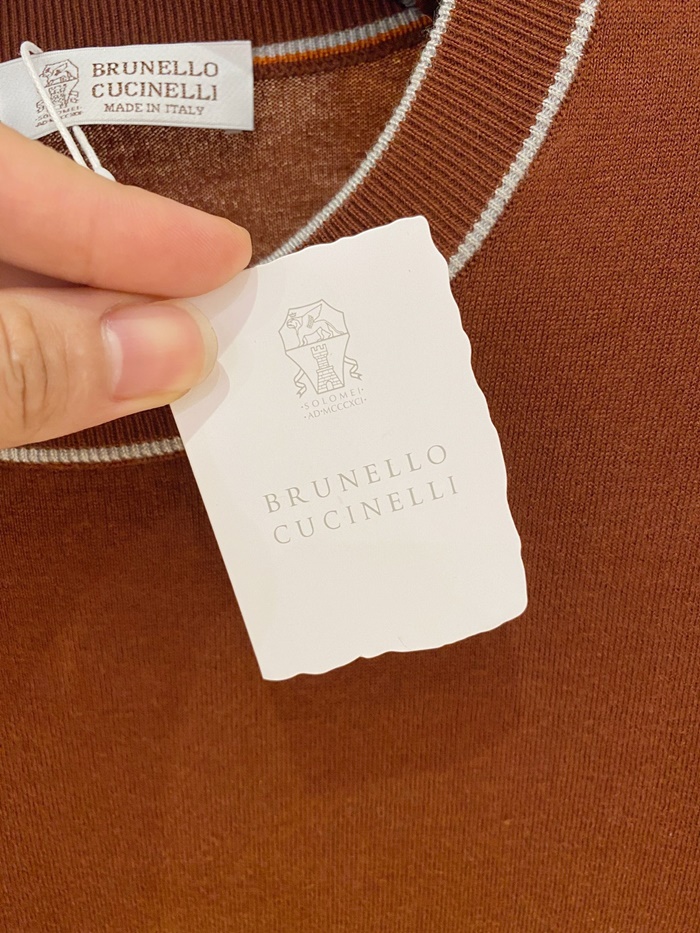 BRUNELLO
CUCINELLI
MADE IN ITALY
·SOLOMEI·
·AD·MCCCXCI·
BRUNELLO
CUCINELLI